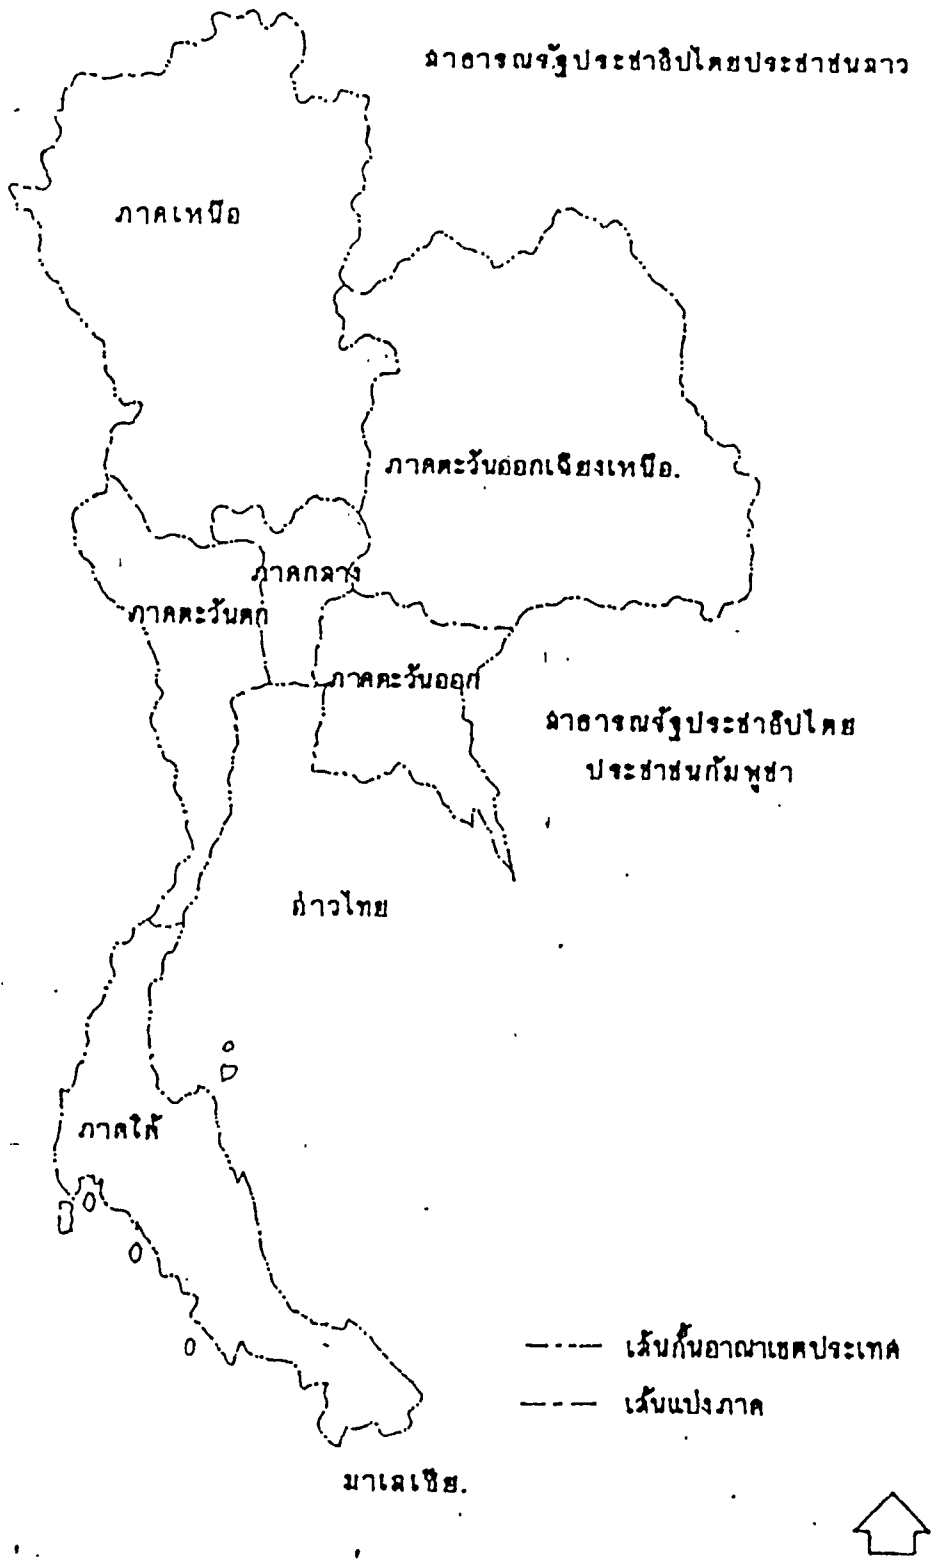 สาธารณรัฐประชาธิปไตยประชาชนลาว
ภาคเหนือ
ภาคตะวันออกเฉียงเหนือ.
ภาคกลาง
ภาคตะวันตก
ภาคตะวันออก
สาธารณรัฐประชาธิปไตย
ประชาชนกัมพูชา
อ่าวไทย
ภาคใต้
เส้นกั้นอาณาเขตประเทศ
เส้นแบ่งภาค
มาเลเซีย.